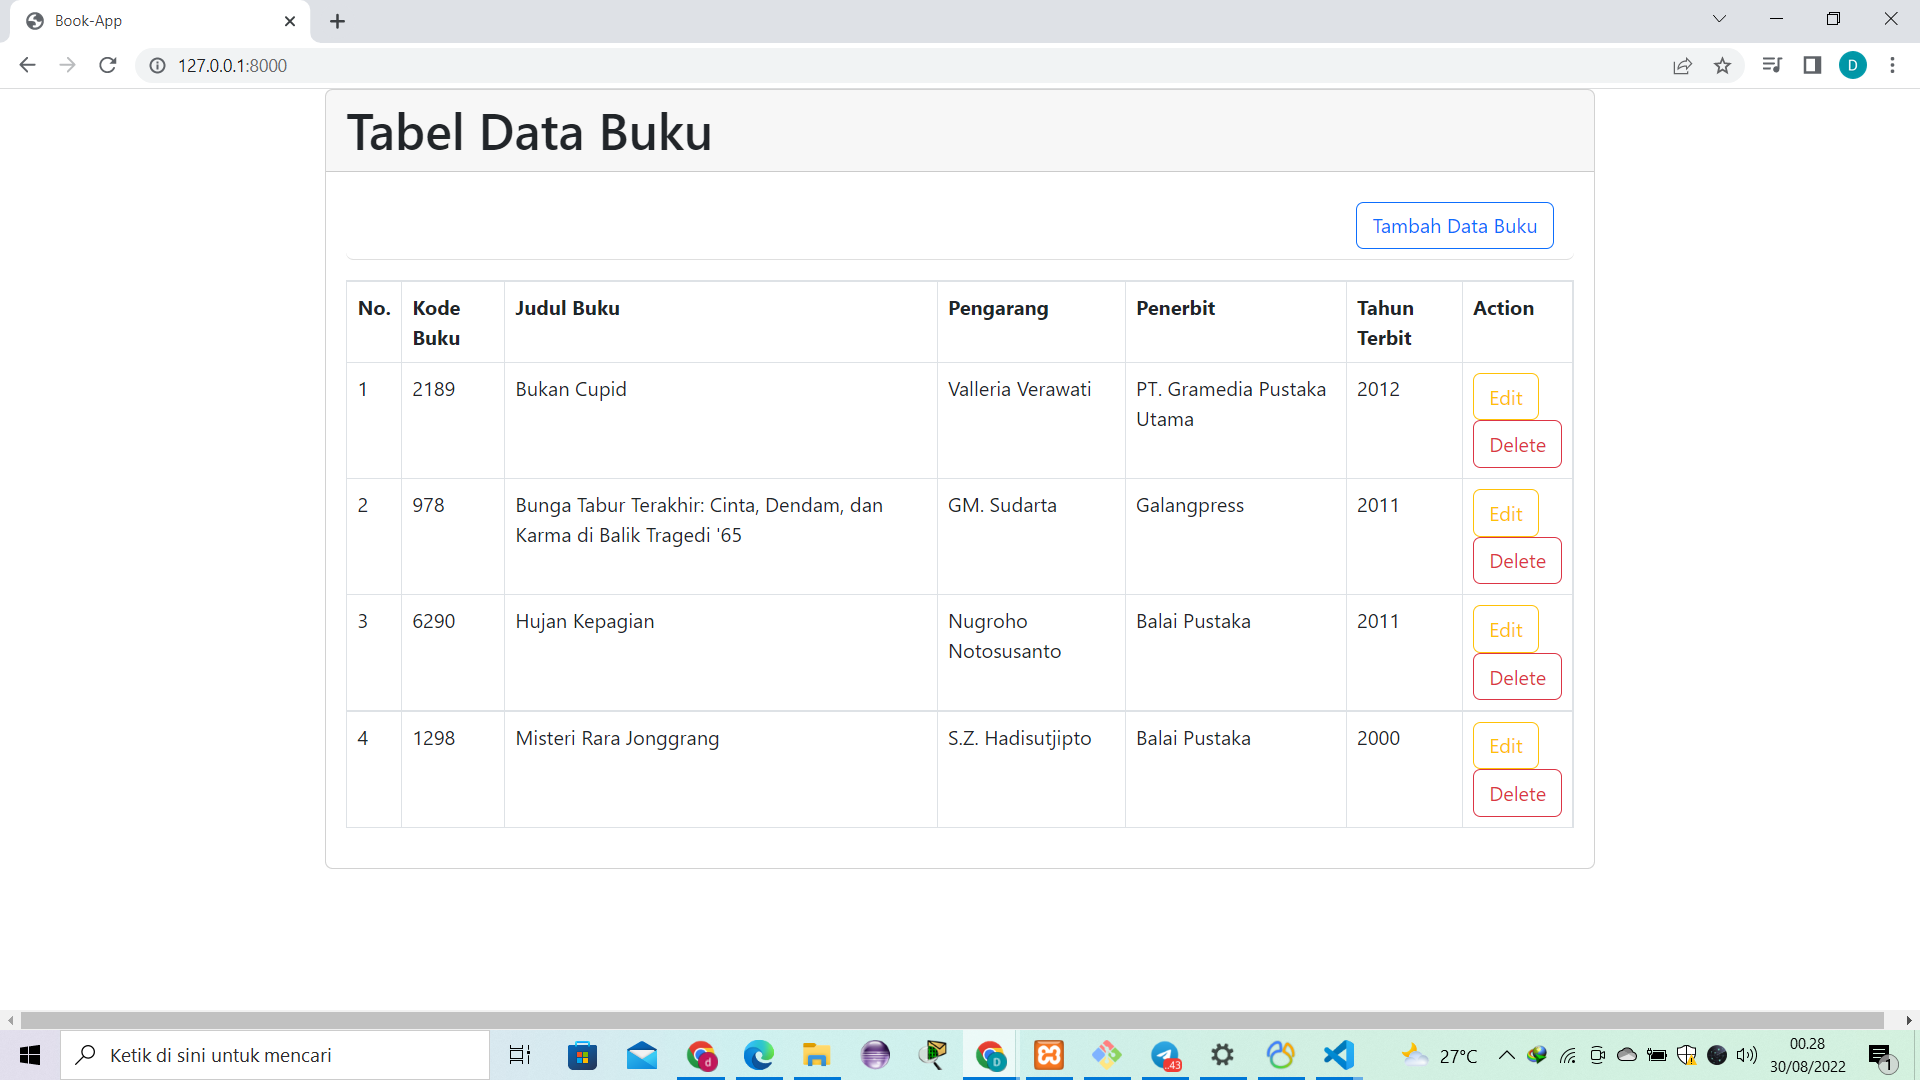 Book-App
127.0.0.1:8000
D
Tabel Data Buku
Tambah Data Buku
No. Kode Buku Judul Buku Pengarang Penerbit Tahun Terbit Action
1 2189 Bukan Cupid Valleria Verawati PT. Gramedia Pustaka Utama 2012 Edit
Delete
2 978 Bunga Tabur Terakhir: Cinta, Dendam, dan Karma di Balik Tragedi '65 GM. Sudarta Galangpress 2011 Edit
Delete
3 6290 Hujan Kepagian Nugroho Notosusanto Balai Pustaka 2011 Edit
Delete
4 1298 Misteri Rara Jonggrang S.Z. Hadisutjipto Balai Pustaka 2000 Edit
Delete
Ketik di sini untuk mencari
d
D
..43
27°C
00.28
30/08/2022
1